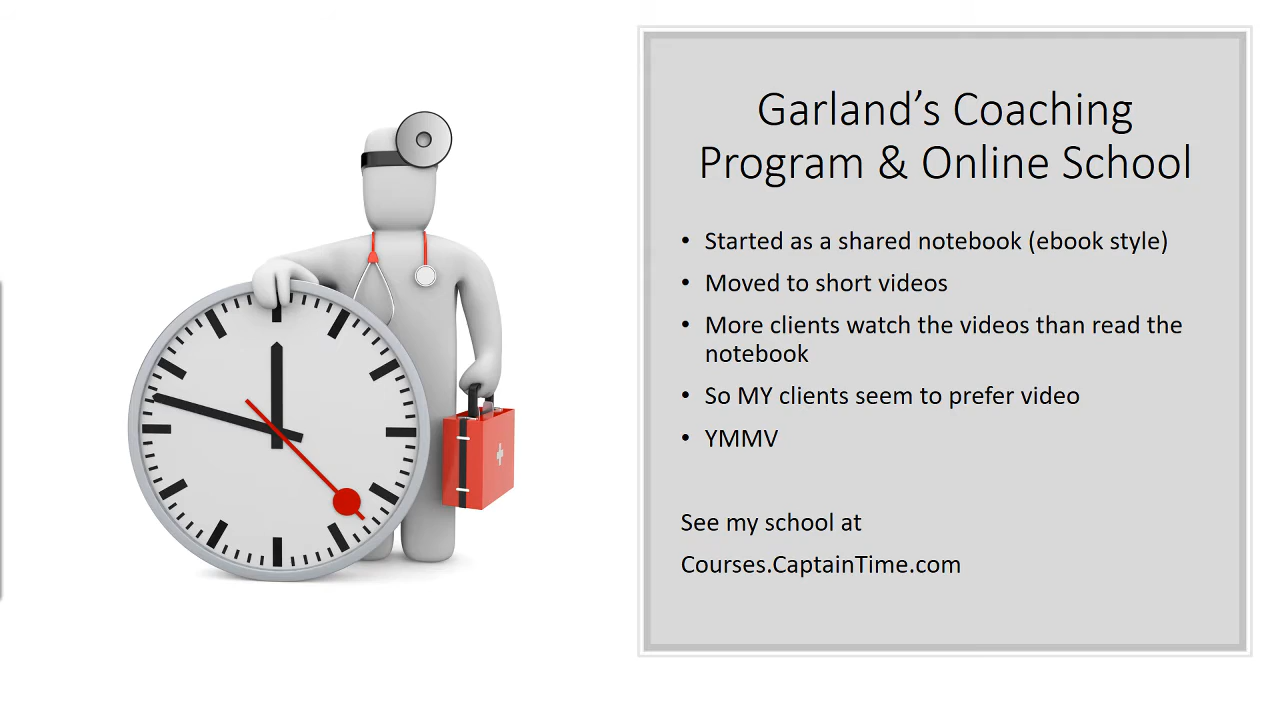 Garland’s Coaching
Program & Online School
• Started as a shared notebook (ebook style)
• Moved to short videos
• More clients watch the videos than read the
notebook
• So MY clients seem to prefer video
• YMMV
See my school at
Courses.CaptainTime.com